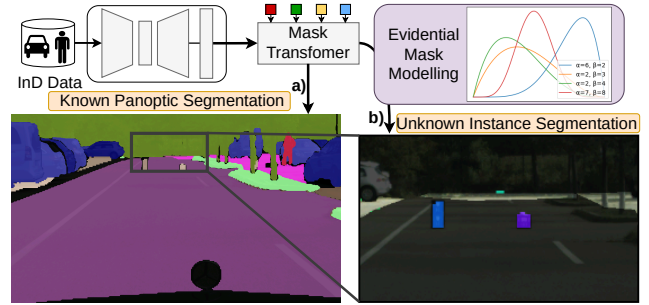 InD Data
Mask
Transfomer
Evidential
Mask
Modelling
α=6, β=2
α=2, β=3
α=2, β=4
α=7, β=8
a)
Known Panoptic Segmentation
b)
Unknown Instance Segmentation